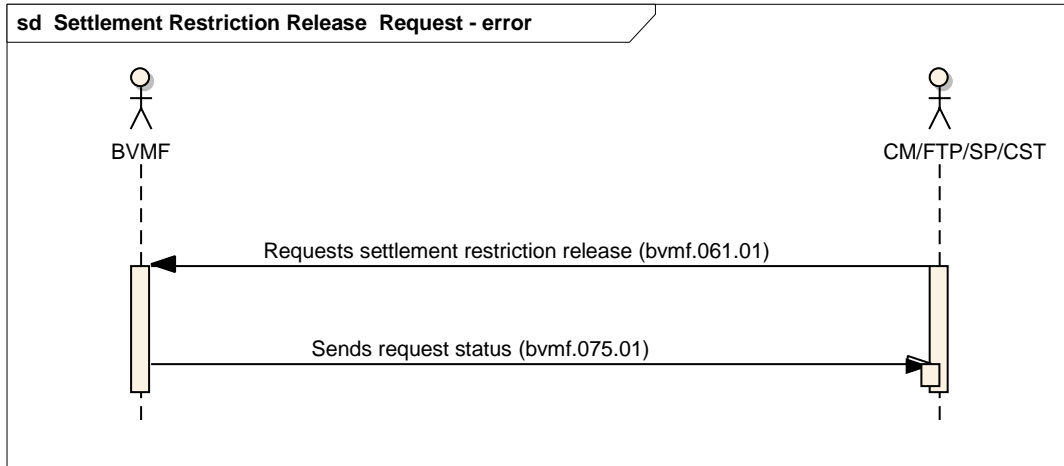 sd Settlement Restriction Release Request - error
BVMF
CM/FTP/SP/CST
Requests settlement restriction release (bvmf.061.01)
Sends request status (bvmf.075.01)